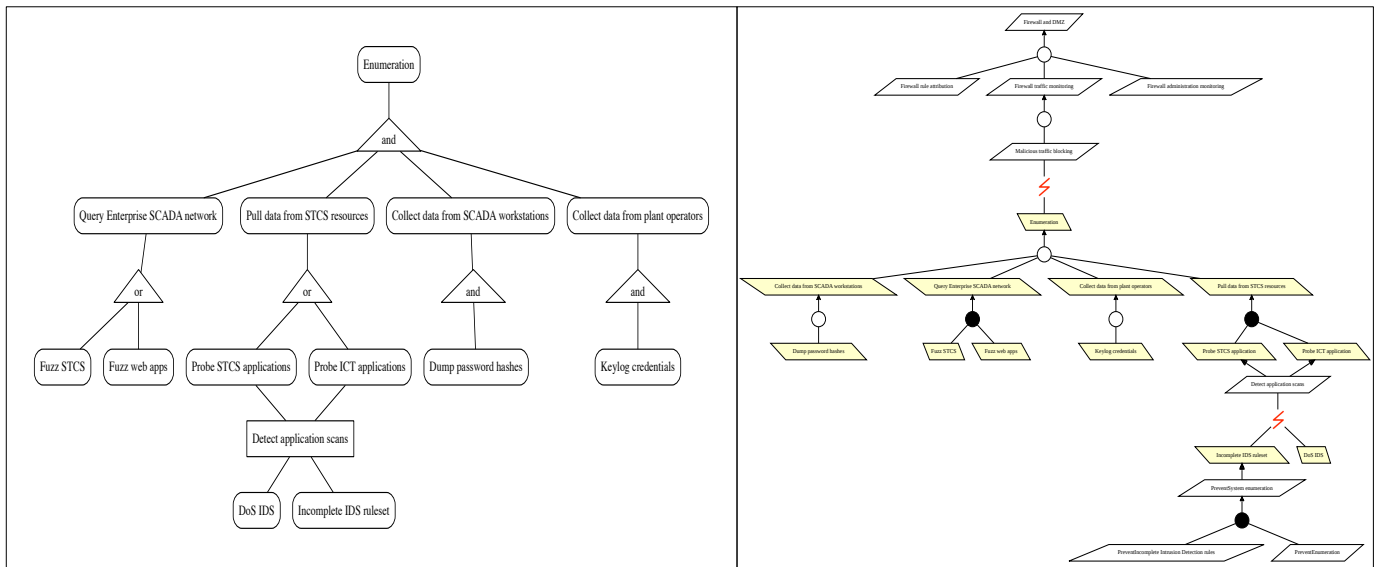 Enumeration
and
Query Enterprise SCADA network
Pull data from STCS resources
Collect data from SCADA workstations
Collect data from plant operators
or
or
and
and
Fuzz STCS
Fuzz web apps
Probe STCS applications
Probe ICT applications
Dump password hashes
Keylog credentials
Detect application scans
DoS IDS
Incomplete IDS ruleset
Firewall and DMZ
Firewall rule attribution
Firewall traffic monitoring
Firewall administration monitoring
Malicious traffic blocking
Enumeration
Collect data from SCADA workstations
Query Enterprise SCADA network
Collect data from plant operators
Pull data from STCS resources
Dump password hashes
Fuzz STCS
Fuzz web apps
Keylog credentials
Probe STCS application
Probe ICT application
Detect application scans
Incomplete IDS ruleset
DoS IDS
PreventSystem enumeration
PreventIncomplete Intrusion Detection rules
PreventEnumeration